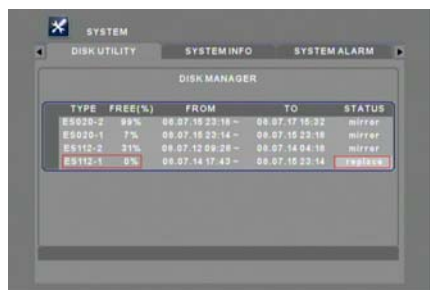 SYSTEM
DISK UTILITY SYSTEM INFO SYSTEM ALARM
DISK MANAGER
TYPE FREE(%) FROM TO STATUS
ES020-2 99% 08.07.15 23:18 ~ 08.07.17 15:32 mirror
ES020-1 7% 08.07.15 23:14 ~ 08.07.15 23:18 mirror
ES112-2 31% 08.07.12 09:28 ~ 08.07.14 04:18 mirror
ES112-1 0% 08.07.14 17:43 ~ 08.07.15 23:14 replace